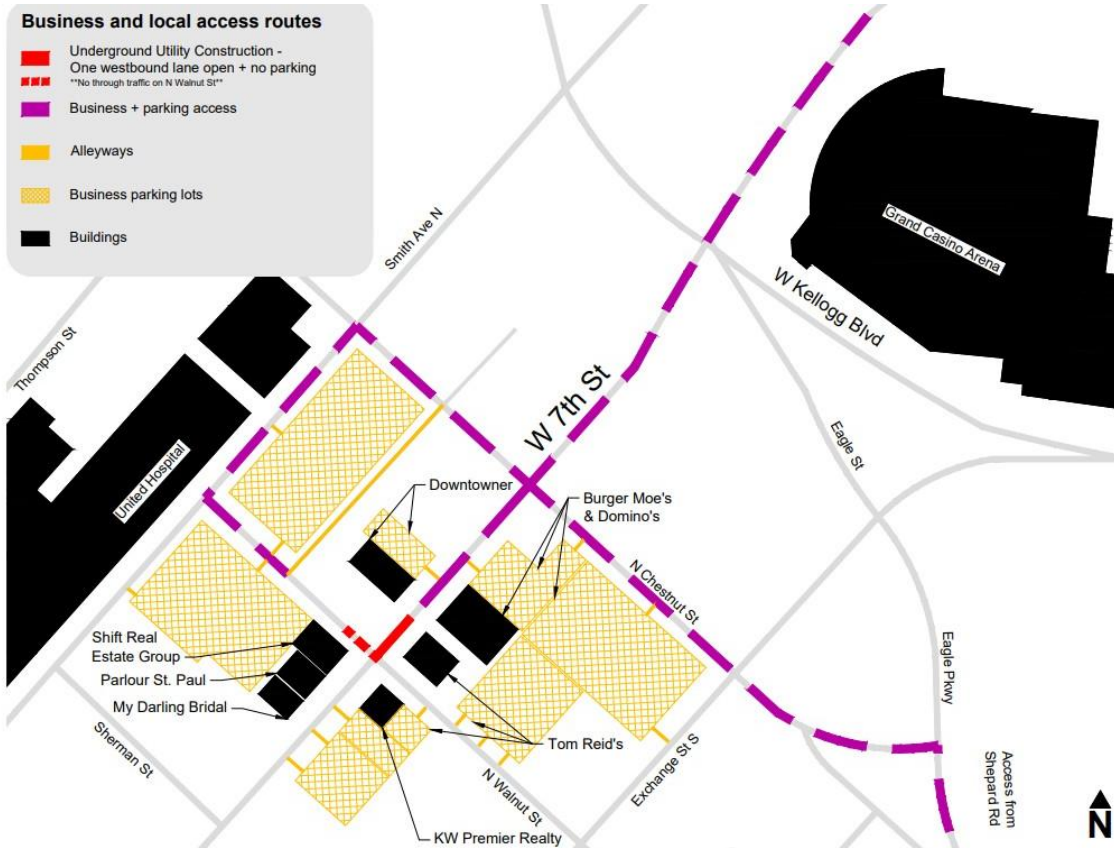 Business and local access routes
Underground Utility Construction -
One westbound lane open + no parking
**No through traffic on N Walnut St**
Business + parking access
Alleyways
Business parking lots
Buildings
Smith Ave N
Grand Casino Arena
W Kellogg Blvd
Thompson St
W 7th St
Eagle St
United Hospital
Downtowner
Burger Moe's
& Domino's
N Chestnut St
Shift Real
Estate Group
Parlour St. Paul
My Darling Bridal
Eagle Pkwy
Sherman St
Tom Reid's
N Walnut St
Exchange St S
Access from
Shepard Rd
KW Premier Realty
N